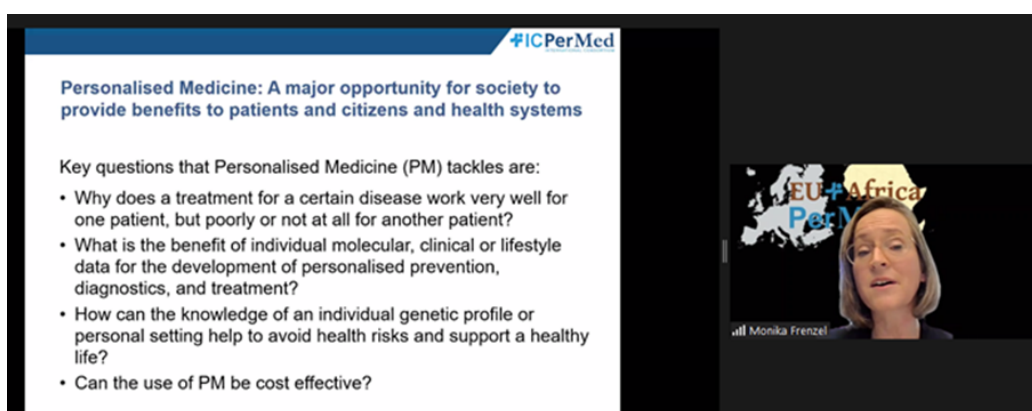 ICPerMed
INTERNATIONAL CONSORTIUM
Personalised Medicine: A major opportunity for society to
provide benefits to patients and citizens and health systems
Key questions that Personalised Medicine (PM) tackles are:
• Why does a treatment for a certain disease work very well for
one patient, but poorly or not at all for another patient?
• What is the benefit of individual molecular, clinical or lifestyle
data for the development of personalised prevention,
diagnostics, and treatment?
• How can the knowledge of an individual genetic profile or
personal setting help to avoid health risks and support a healthy
life?
• Can the use of PM be cost effective?
EU+Africa
PerM
Monika Frenzel